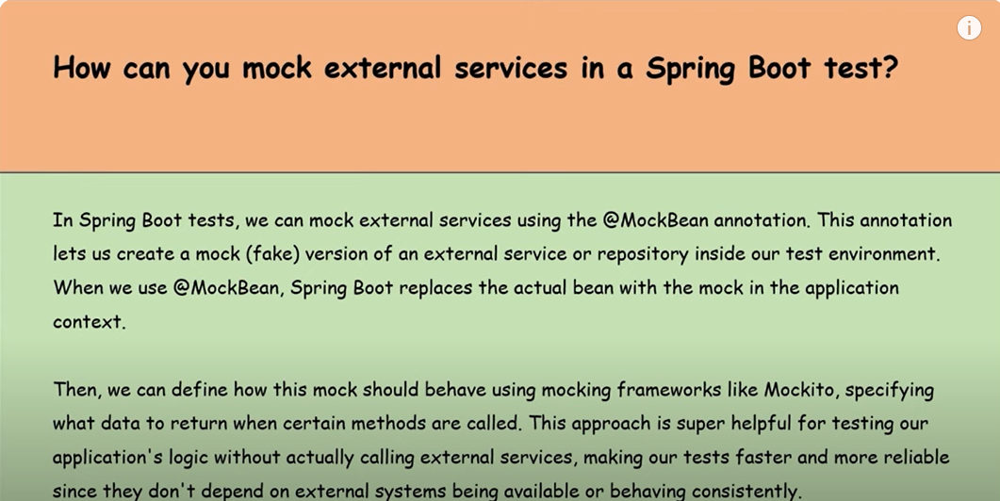 How can you mock external services in a Spring Boot test?
In Spring Boot tests, we can mock external services using the @MockBean annotation. This annotation
lets us create a mock (fake) version of an external service or repository inside our test environment.
When we use @MockBean, Spring Boot replaces the actual bean with the mock in the application
context.
Then, we can define how this mock should behave using mocking frameworks like Mockito, specifying
what data to return when certain methods are called. This approach is super helpful for testing our
application's logic without actually calling external services, making our tests faster and more reliable
since they don't depend on external systems being available or behaving consistently.